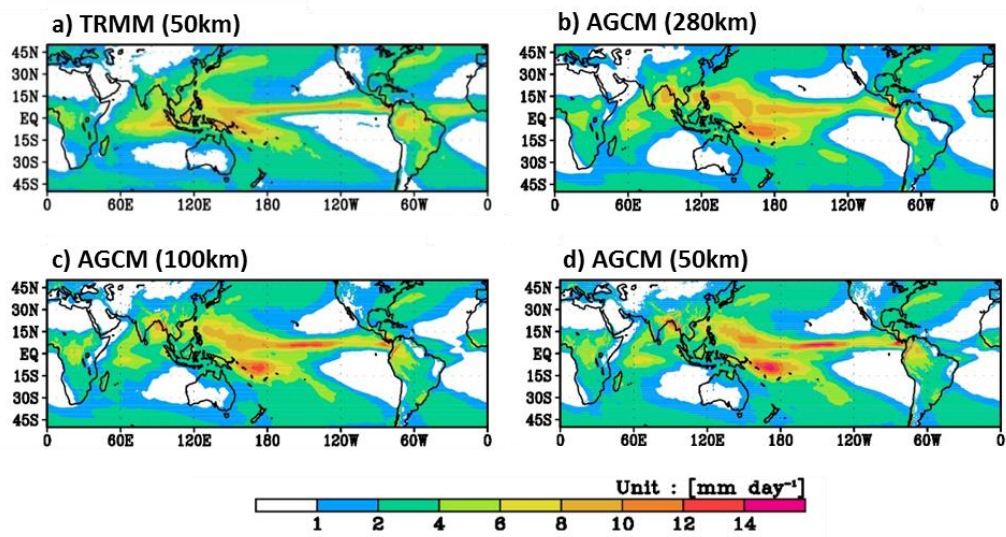 a) TRMM (50km)
45N
30N
15N
EQ
15S
30S
45S
0 60E 120E 180 120W 60W 0
b) AGCM (280km)
45N
30N
15N
EQ
15S
30S
45S
0 60E 120E 180 120W 60W 0
c) AGCM (100km)
45N
30N
15N
EQ
15S
30S
45S
0 60E 120E 180 120W 60W 0
d) AGCM (50km)
45N
30N
15N
EQ
15S
30S
45S
0 60E 120E 180 120W 60W 0
Unit : [mm day⁻¹]
1 2 4 6 8 10 12 14